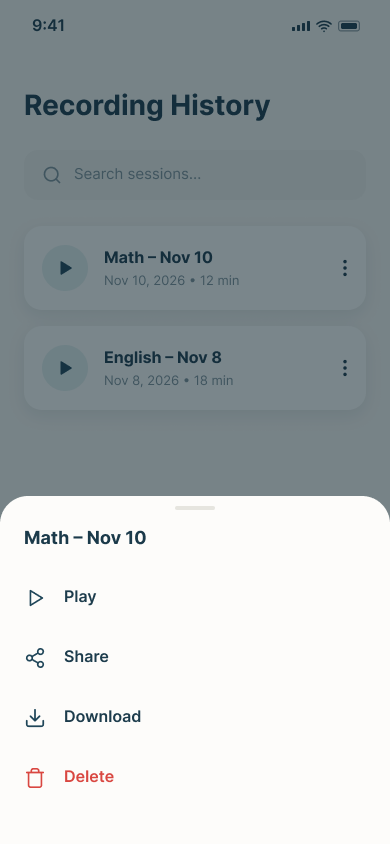 9:41
Recording History
Search sessions...
Math – Nov 10
Nov 10, 2026 • 12 min
English – Nov 8
Nov 8, 2026 • 18 min
Math – Nov 10
Play
Share
Download
Delete